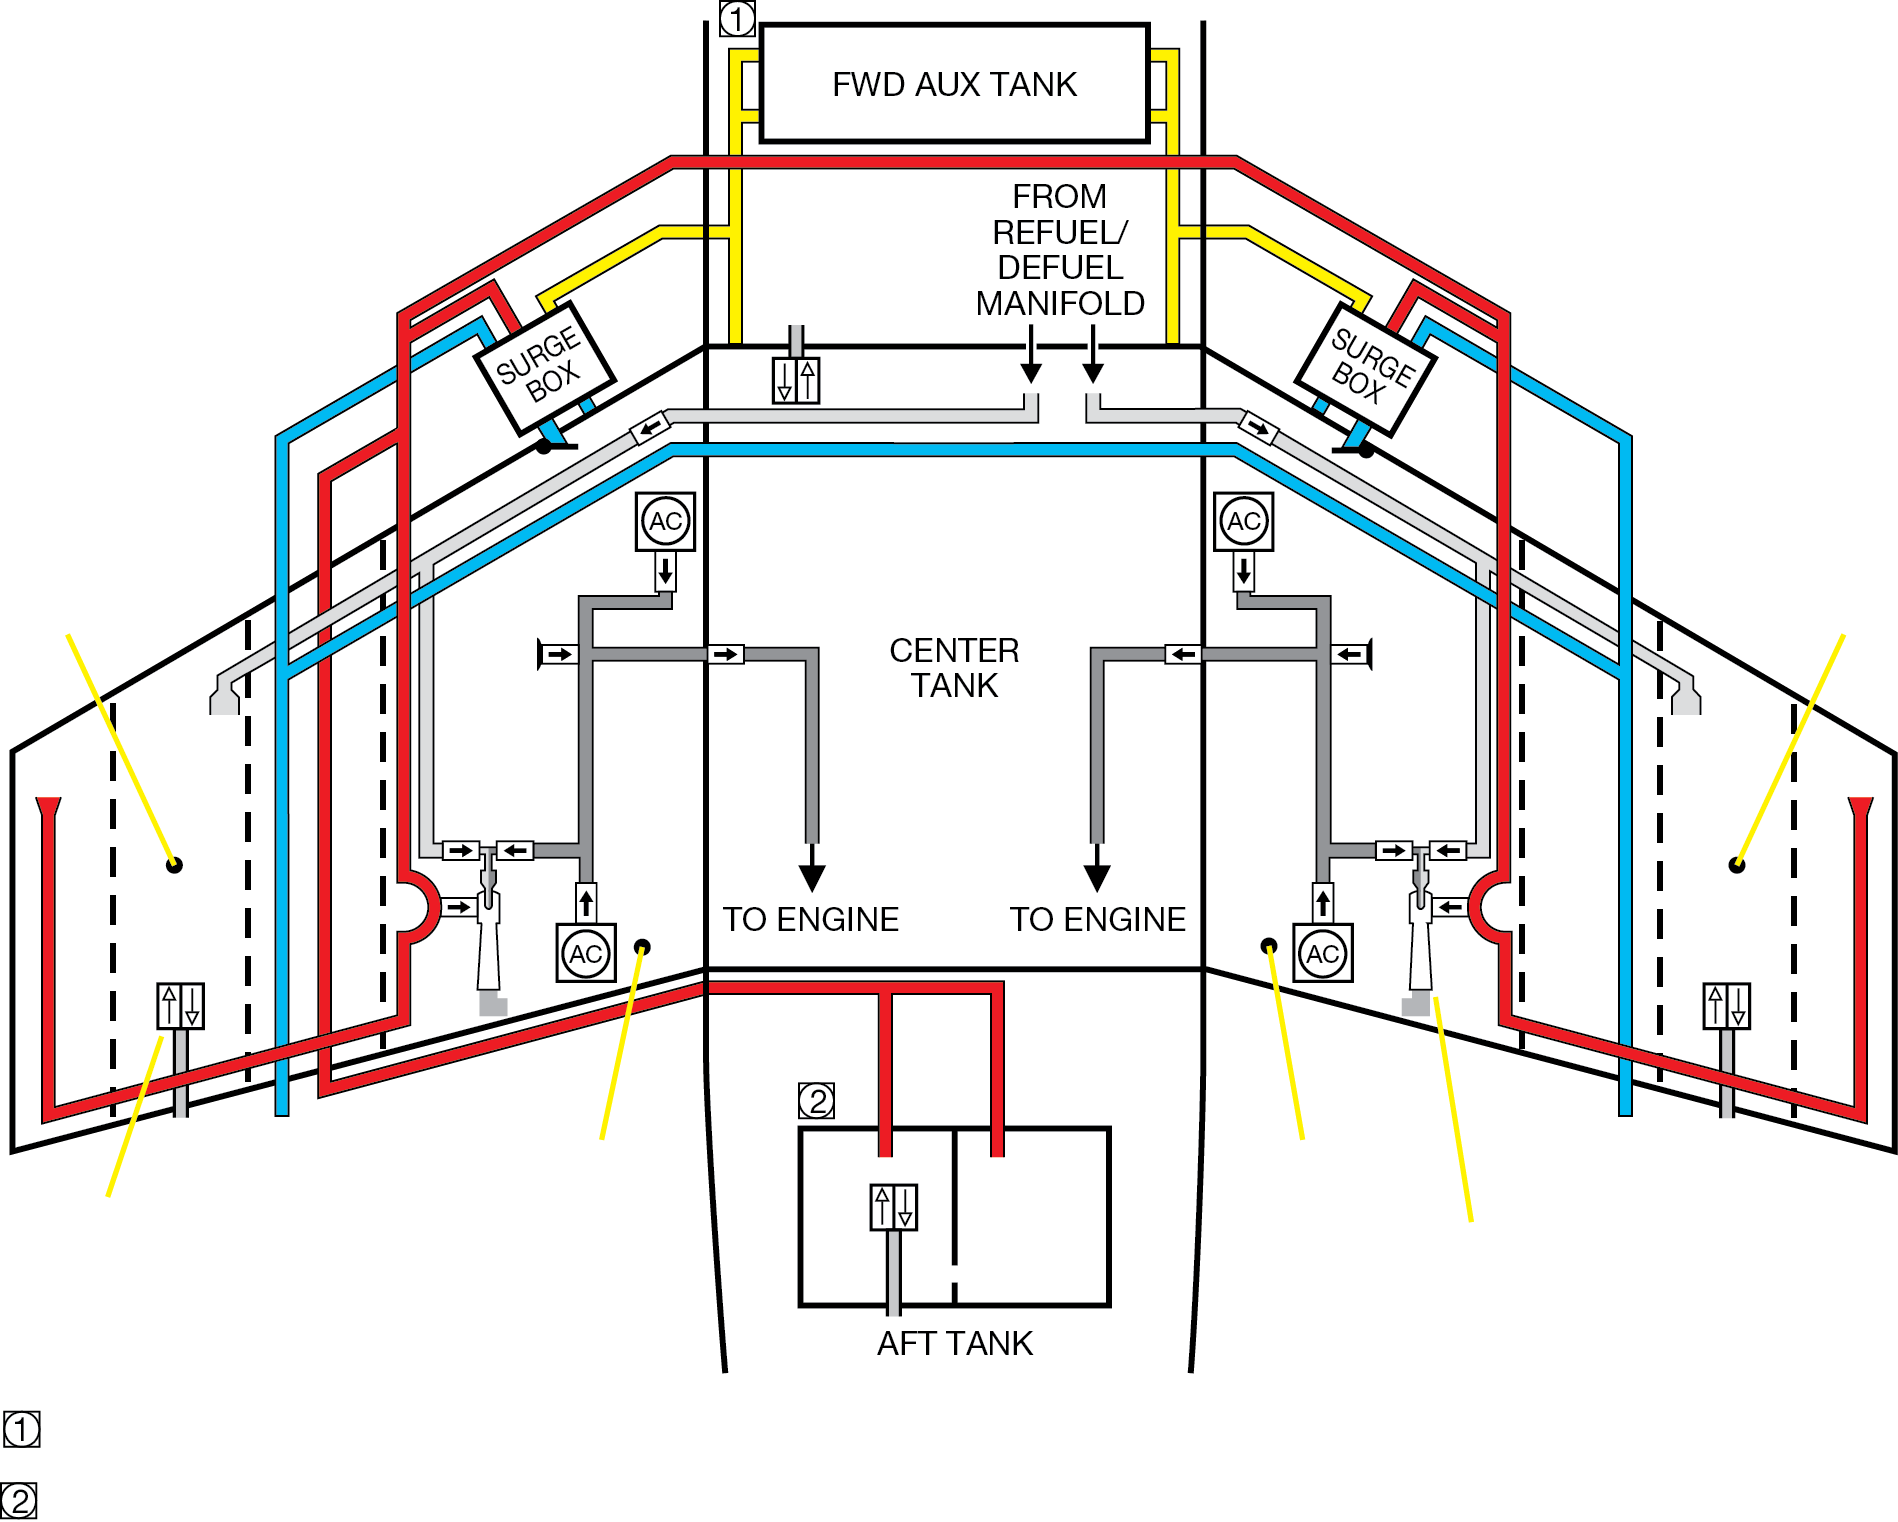 1
FWD AUX TANK
FROM
REFUEL/
DEFUEL
MANIFOLD
SURGE
BOX
SURGE
BOX
AC
AC
CENTER
TANK
TO ENGINE
TO ENGINE
AC
AC
2
AFT TANK
1
2